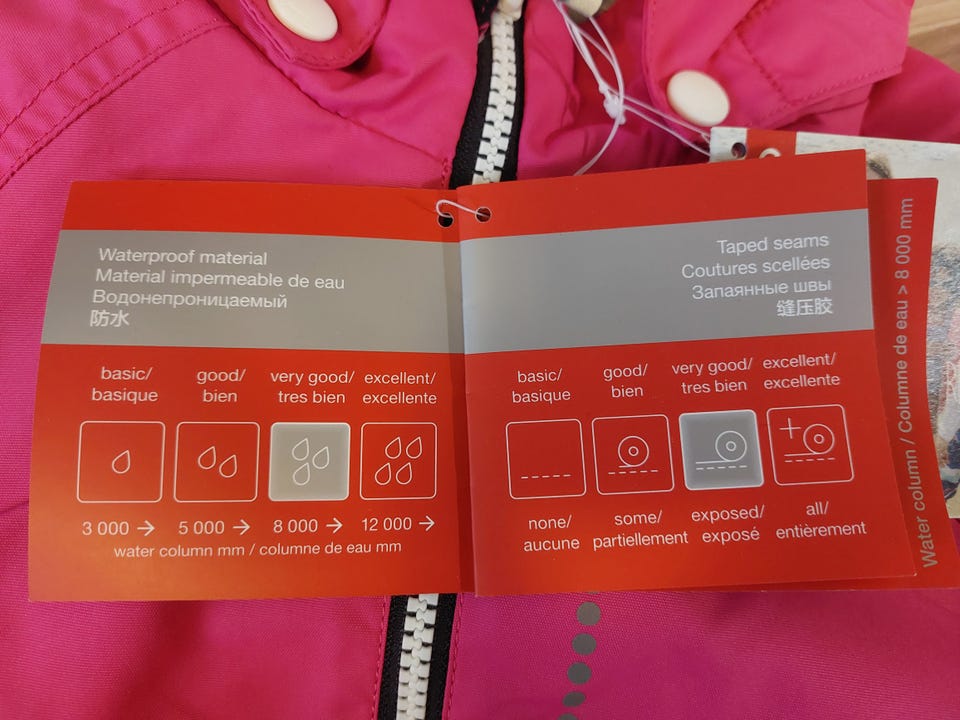 Waterproof material
Material impermeable de eau
Водонепроницаемый
防水
basic/
basique
good/
bien
very good/
tres bien
excellent/
excellente
3 000 → 5 000 → 8 000 → 12 000 →
water column mm / columne de eau mm
Taped seams
Coutures scellées
Запаянные швы
缝压胶
basic/
basique
good/
bien
very good/
tres bien
excellent/
excellente
none/
aucune
some/
partiellement
exposed/
exposé
all/
entièrement
Water column / Columne de eau > 8 000 mm